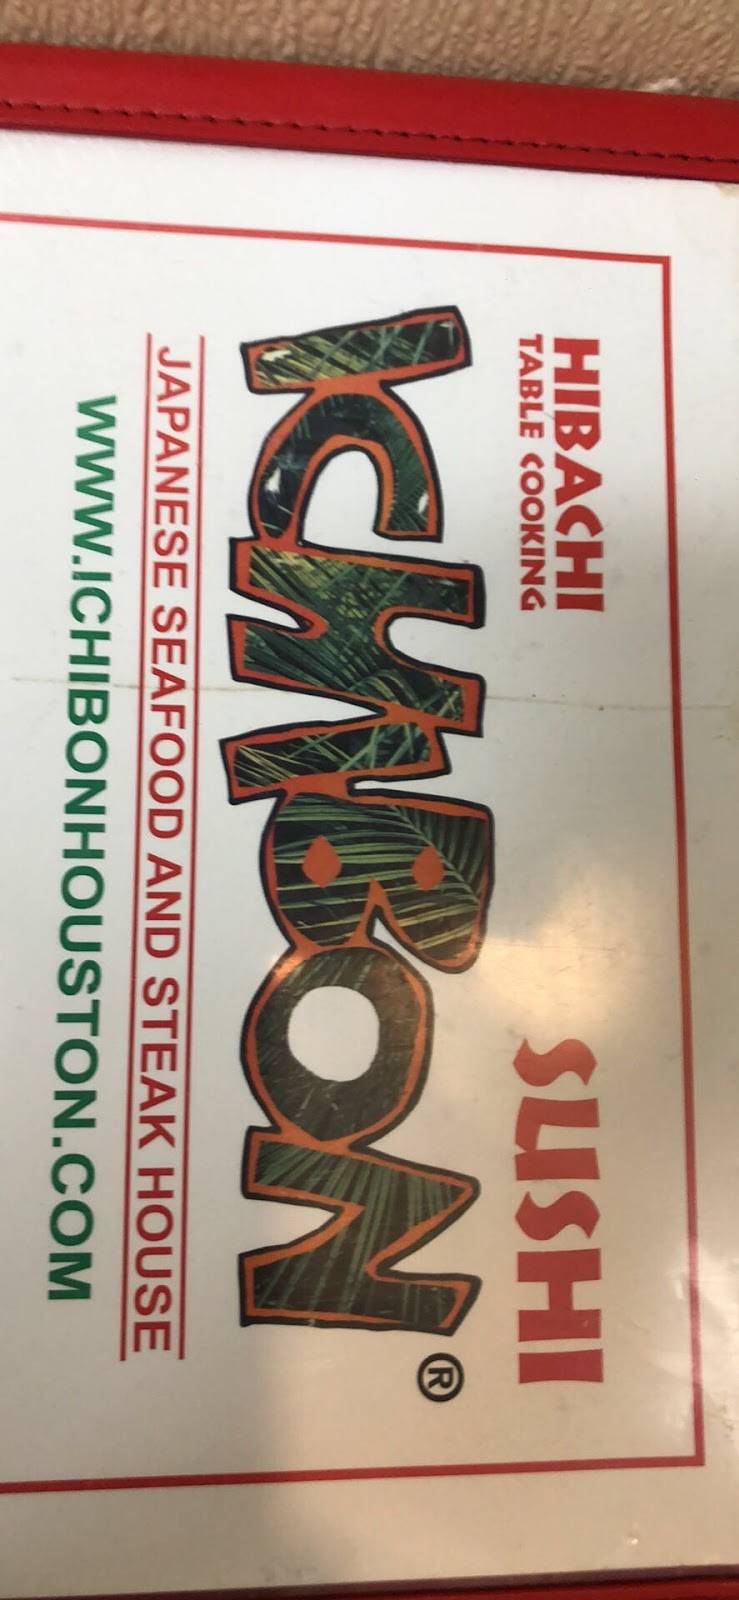 HIBACHI
TABLE COOKING
SUSHI
ICHIBON®
JAPANESE SEAFOOD AND STEAK HOUSE
WWW.ICHIBONHOUSTON.COM